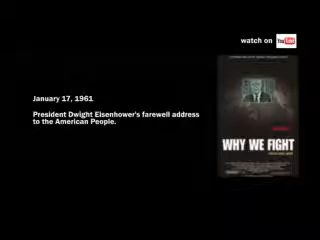 watch on YouTube
January 17, 1961
President Dwight Eisenhower's farewell address
to the American People.
WHY WE FIGHT